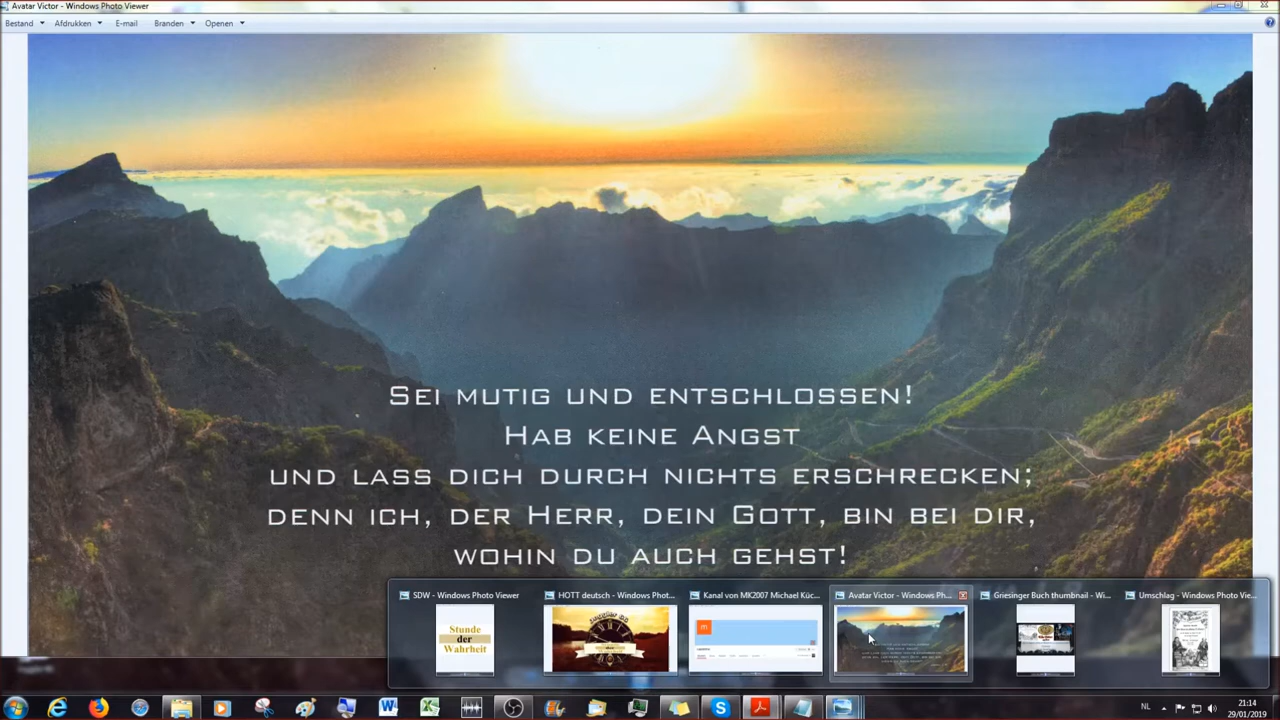 Avatar Victor - Windows Photo Viewer
Bestand Afdrukken E-mail Branden Openen
Sei mutig und entschlossen!
Hab keine Angst
und lass dich durch nichts erschrecken;
denn ich, der Herr, dein Gott, bin bei dir,
wohin du auch gehst!
SDW - Windows Photo Viewer HOTT deutsch - Windows Phot... Kanal von MK2007 Michael Küc... Avatar Victor - Windows Ph... Griesinger Buch thumbnail - Wi... Umschlag - Windows Photo Vie...
Stunde
der
Wahrheit
NL 21:14
29/01/2019